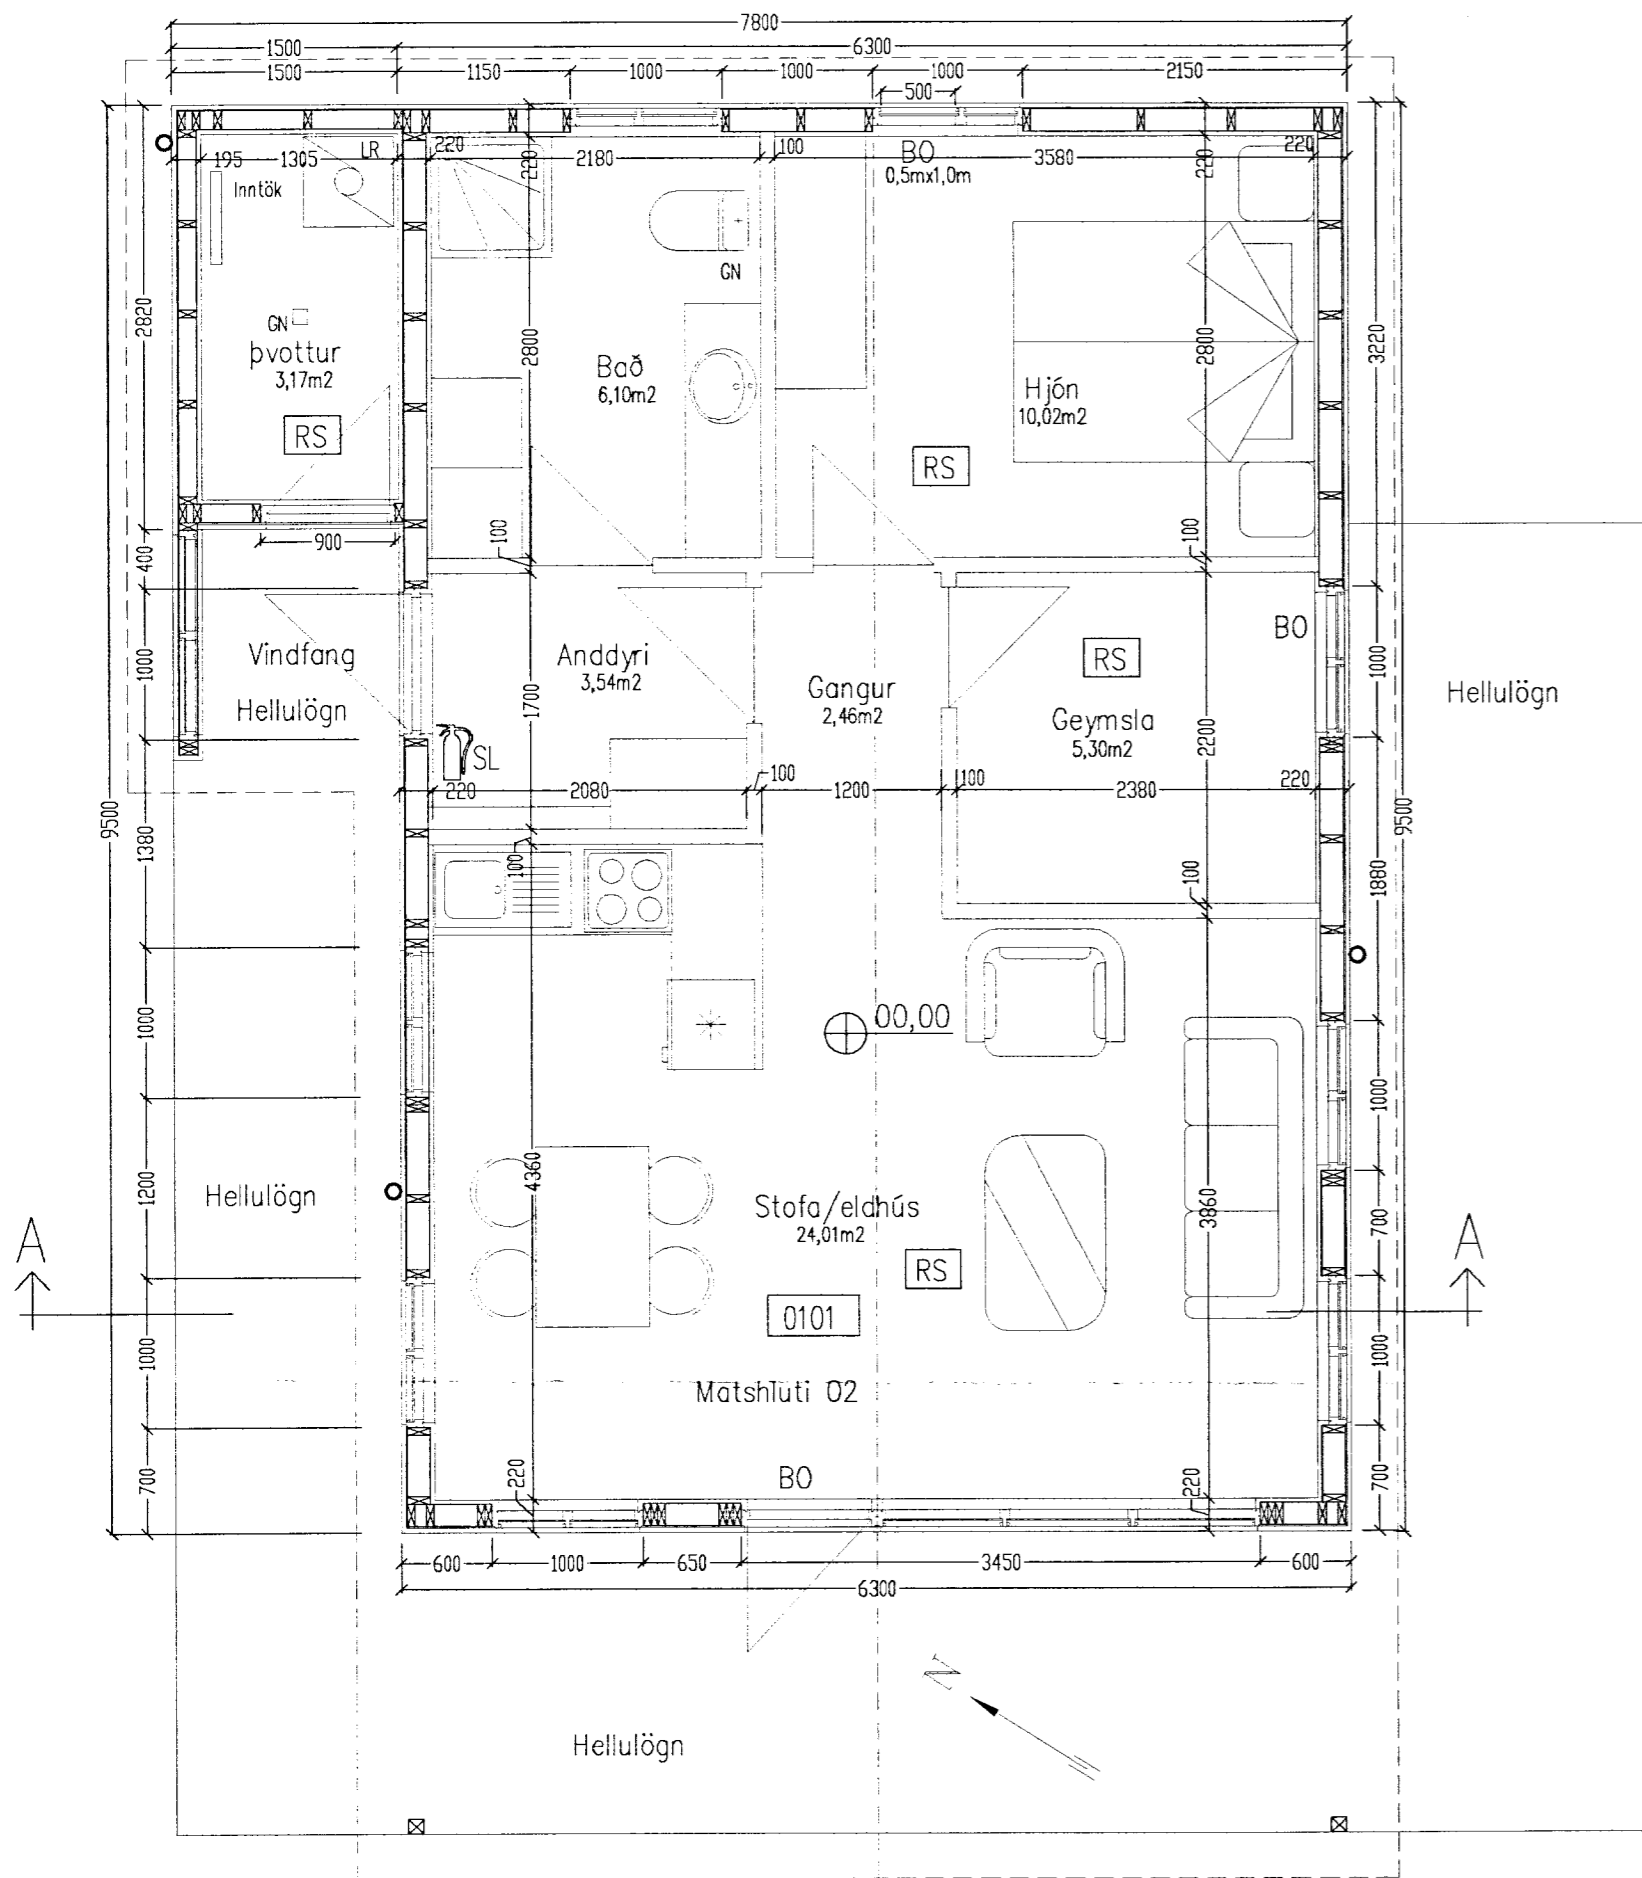 7800
1500 6300
1500 1150 1000 1000 1000 2150
500
195 1305 LR 220 220 2180 100 BO 3580 220 220
0,5mx1,0m
Inntök
GN
GN
2820 2800 2800 3220
þvottur
3,17m2
Bað
6,10m2
Hjón
10,02m2
RS
RS
900 100 100
400
Vindfang
Hellulögn
1000
Anddyri
3,54m2
1700
Gangur
2,46m2
RS
BO
Geymsla
5,30m2
2200
1000
Hellulögn
SL
220 2080 100 1200 100 2380 220
9500 1380 9500
100 100 1880
00,00
1000 1000
Hellulögn
1200 4360 3860 700
Stofa/eldhús
24,01m2
RS
A A
0101
1000 1000
Matshluti 02
BO
700 220 220 700
600 1000 650 3450 600
6300
N
Hellulögn